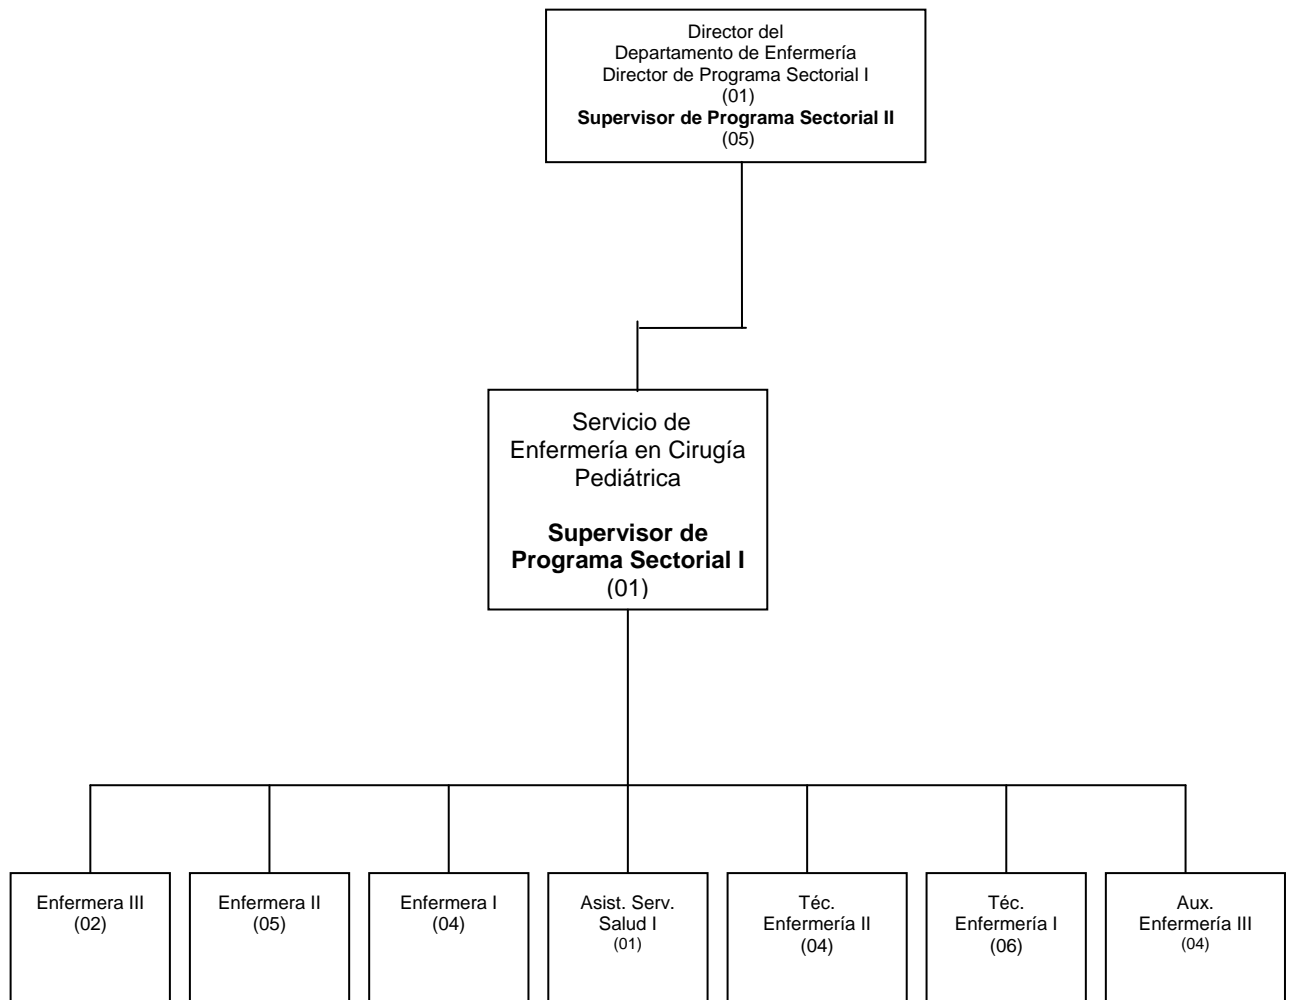 Director del
Departamento de Enfermería
Director de Programa Sectorial I
(01)
Supervisor de Programa Sectorial II
(05)
Servicio de
Enfermería en Cirugía
Pediátrica
Supervisor de
Programa Sectorial I
(01)
Enfermera III
(02)
Enfermera II
(05)
Enfermera I
(04)
Asist. Serv.
Salud I
(01)
Téc.
Enfermería II
(04)
Téc.
Enfermería I
(06)
Aux.
Enfermería III
(04)